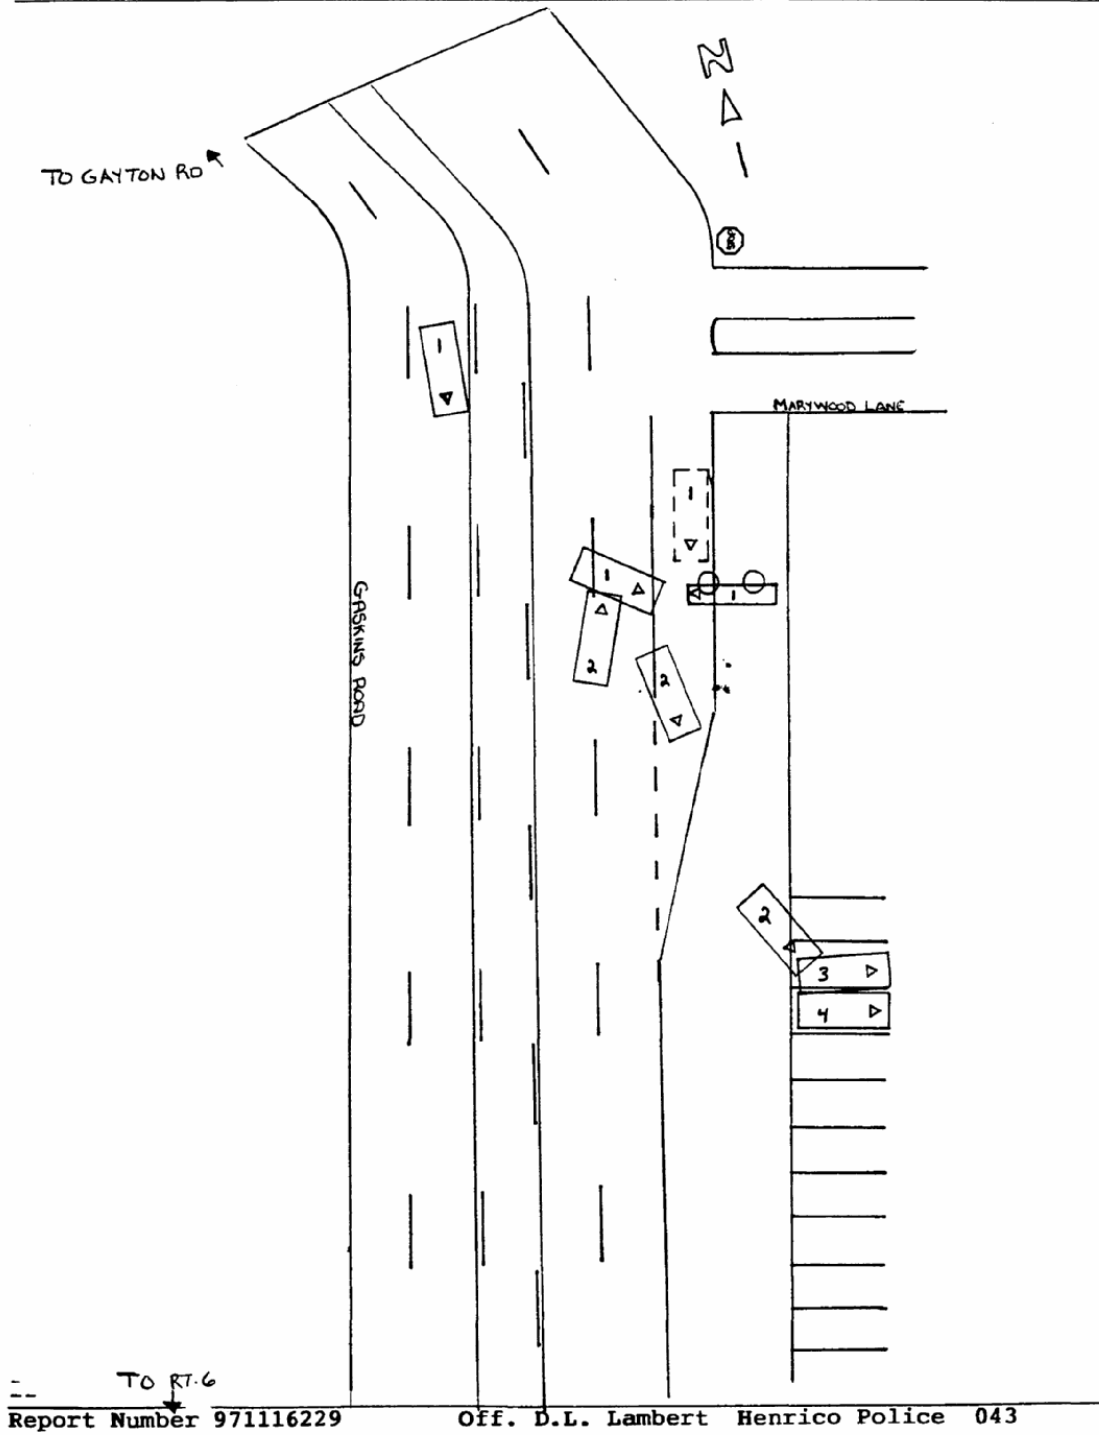 N
TO GAYTON RD
STOP
1
MARYWOOD LANE
1
1
1
2
2
GASKINS ROAD
2
3
4
TO RT. 6
Report Number 971116229 Off. D.L. Lambert Henrico Police 043